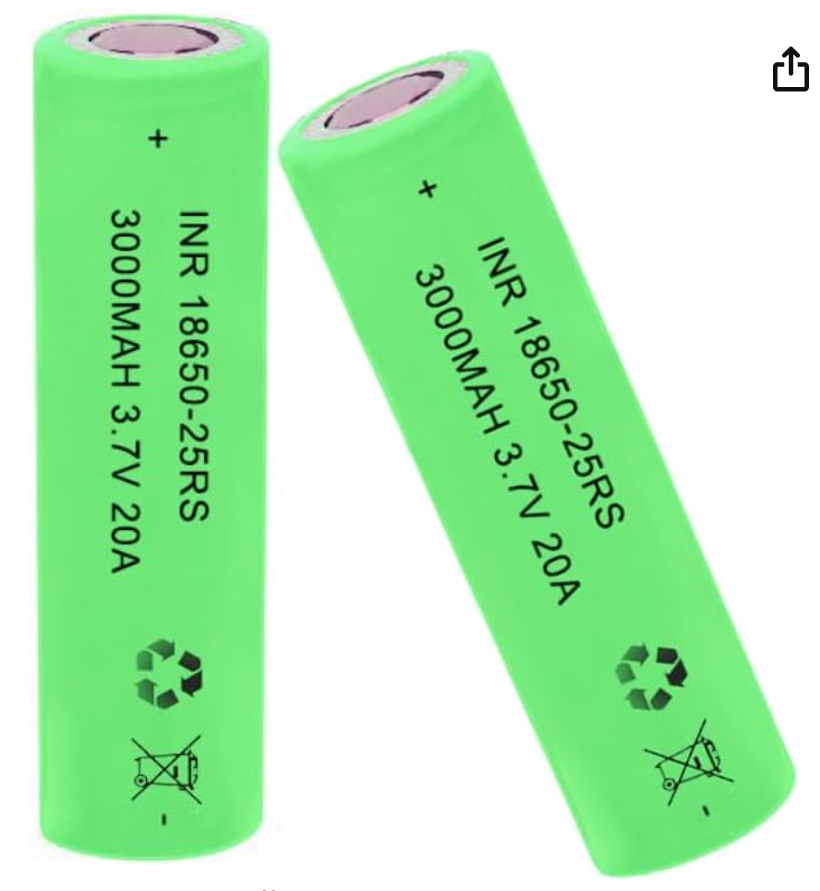 +
INR 18650-25RS
3000MAH 3.7V 20A
-
+
INR 18650-25RS
3000MAH 3.7V 20A
-